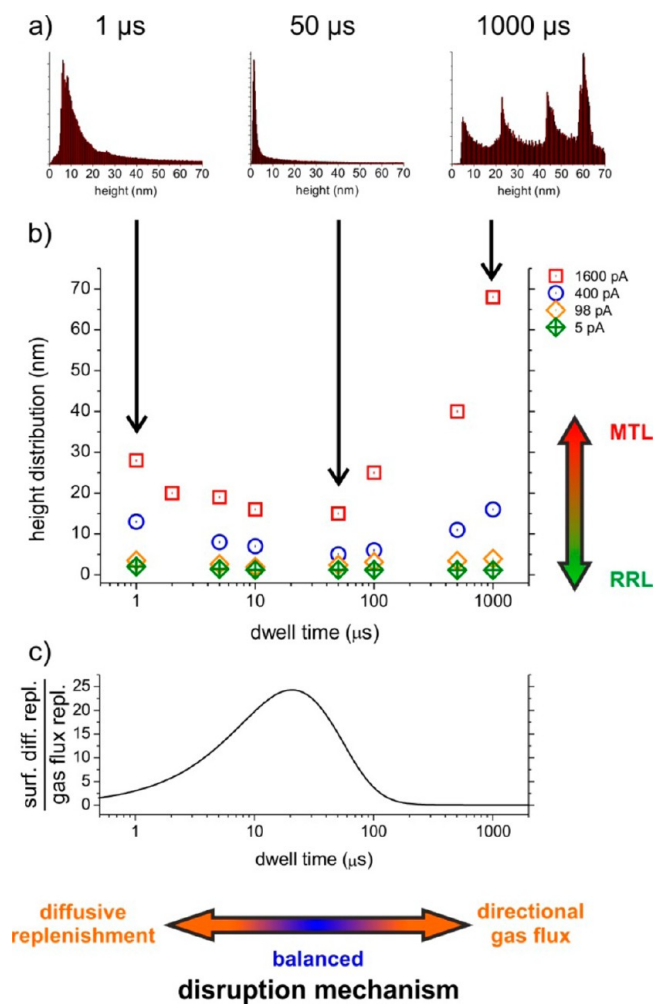 a) 1 μs 50 μs 1000 μs
0 10 20 30 40 50 60 70 0 10 20 30 40 50 60 70 0 10 20 30 40 50 60 70
height (nm) height (nm) height (nm)
b)
1600 pA
400 pA
98 pA
5 pA
70
60
50
40
30
20
10
0
height distribution (nm)
MTL
RRL
1 10 100 1000
dwell time (μs)
c)
surf. diff. repl.
gas flux repl.
25
20
15
10
5
0
1 10 100 1000
dwell time (μs)
diffusive directional
replenishment gas flux
balanced
disruption mechanism